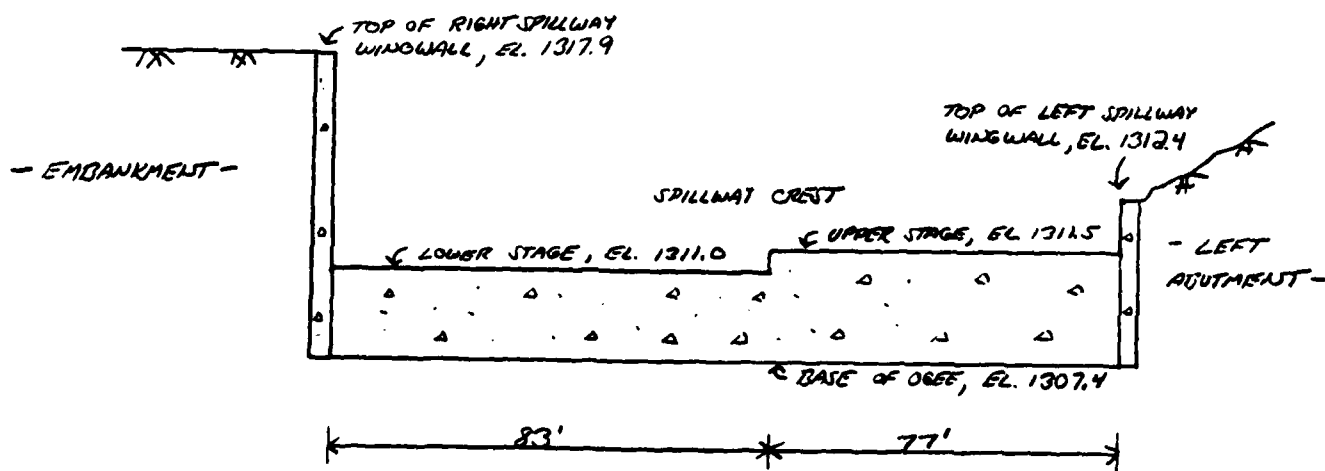 TOP OF RIGHT SPILLWAY
WINGWALL, EL. 1317.9
TOP OF LEFT SPILLWAY
WINGWALL, EL. 1312.4
- EMBANKMENT -
SPILLWAY CREST
LOWER STAGE, EL. 1311.0
UPPER STAGE, EL 1311.5
- LEFT
ABUTMENT -
BASE OF OGEE, EL. 1307.4
83'
77'